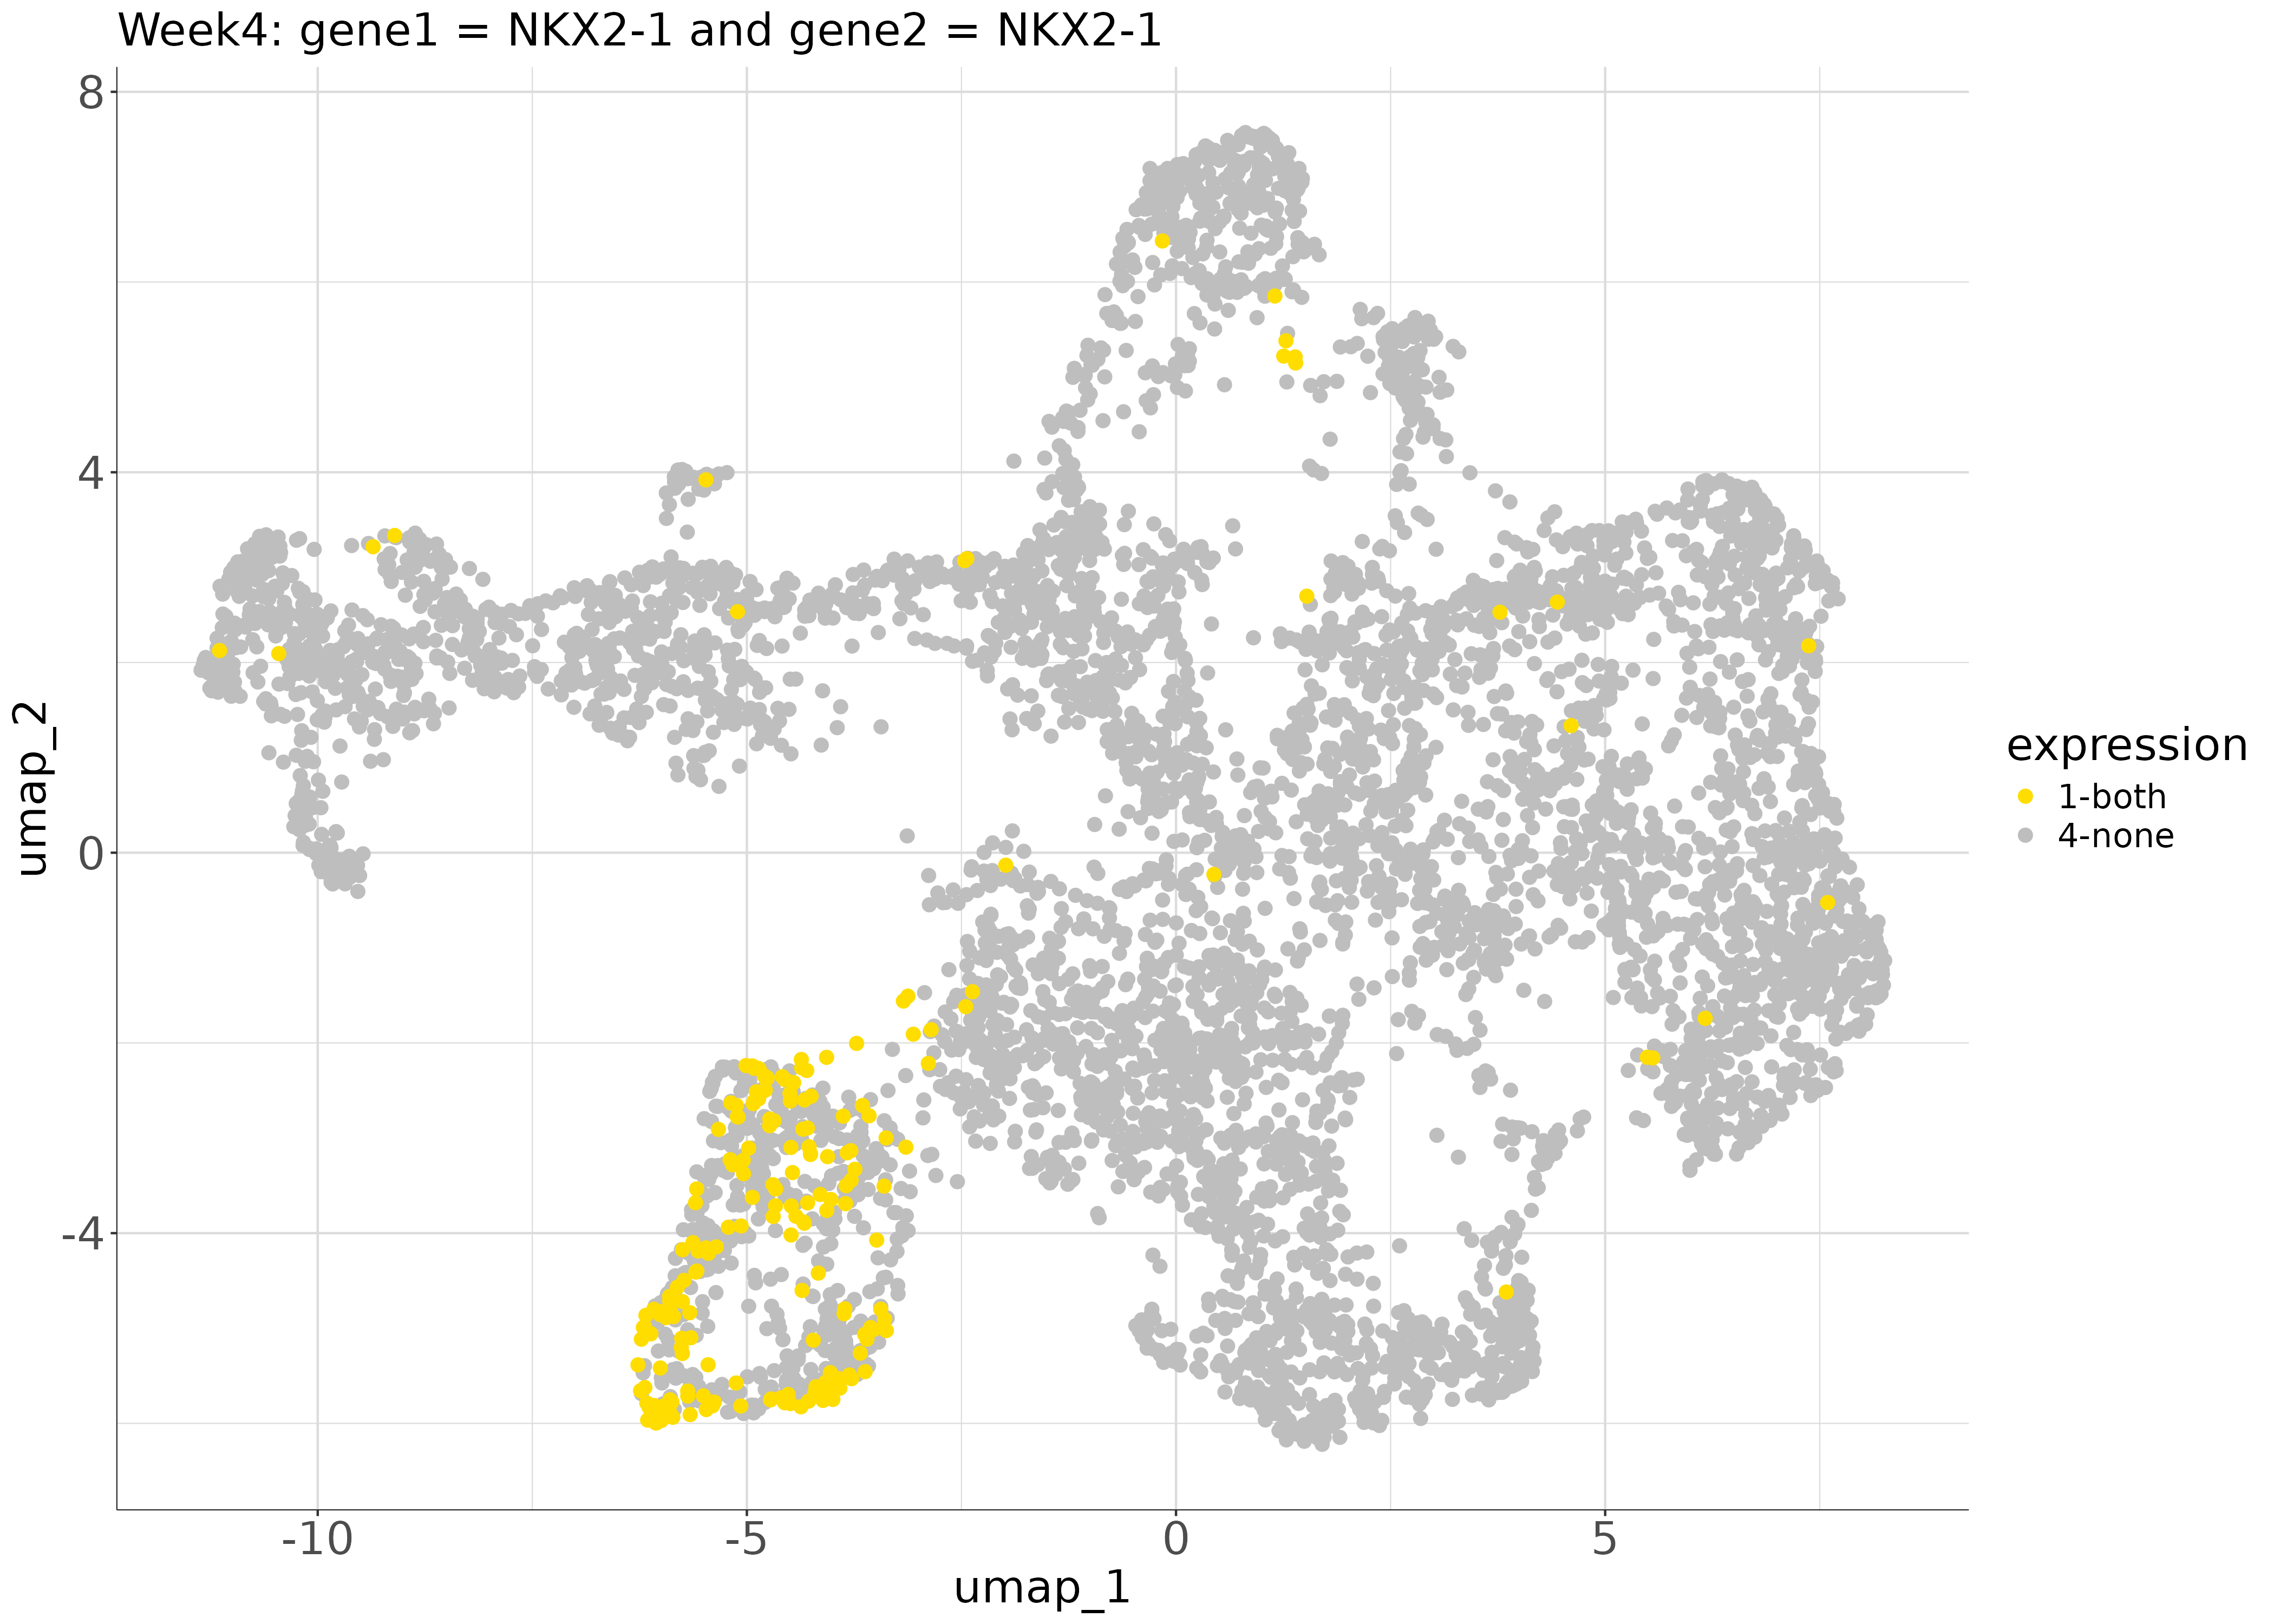 Week4: gene1 = NKX2-1 and gene2 = NKX2-1
8
4
0
-4
umap_2
-10
-5
0
5
umap_1
expression
1-both
4-none